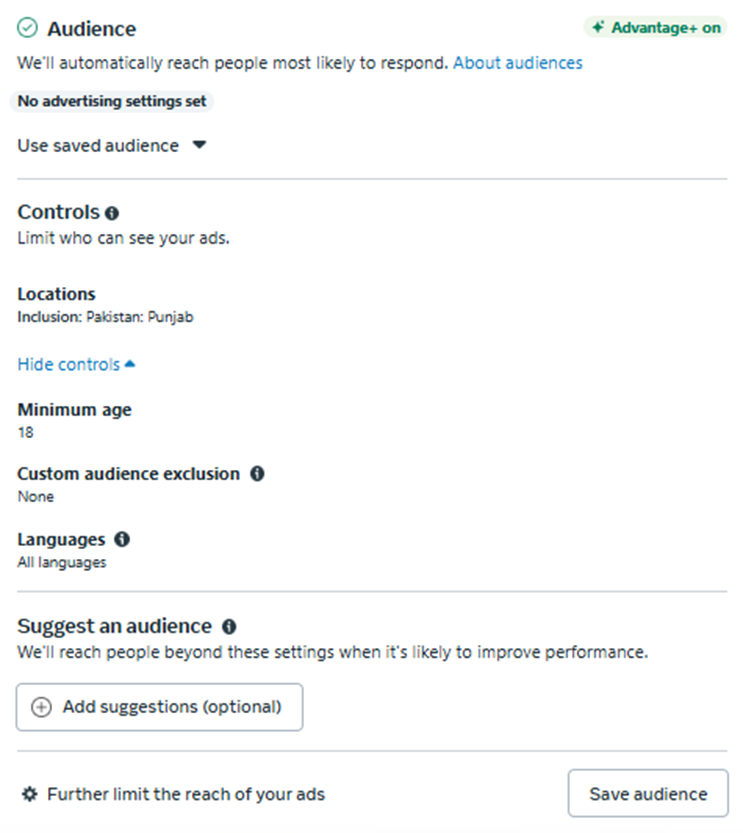 Audience
Advantage+ on
We'll automatically reach people most likely to respond. About audiences
No advertising settings set
Use saved audience
Controls
Limit who can see your ads.
Locations
Inclusion: Pakistan: Punjab
Hide controls
Minimum age
18
Custom audience exclusion
None
Languages
All languages
Suggest an audience
We'll reach people beyond these settings when it's likely to improve performance.
Add suggestions (optional)
Further limit the reach of your ads
Save audience